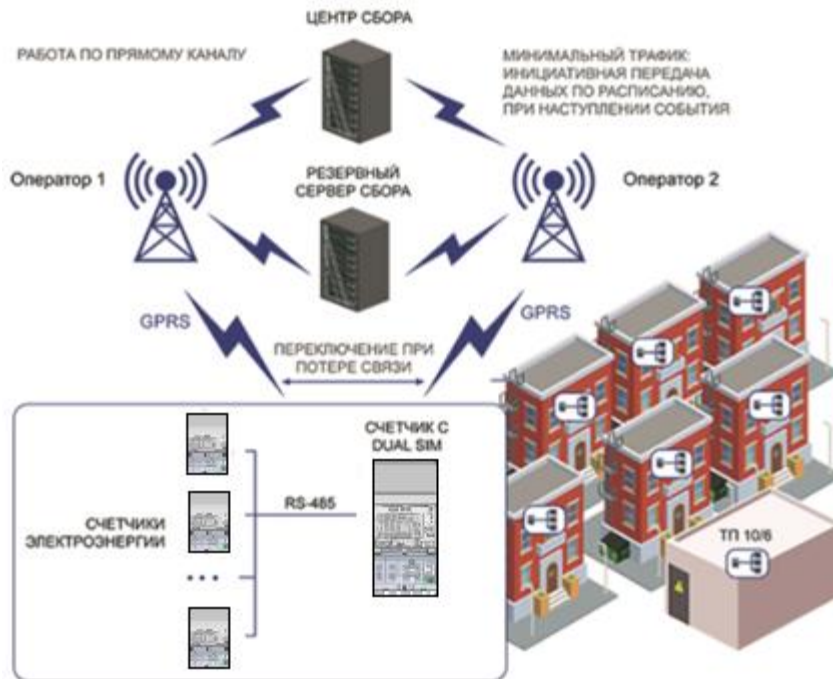 ЦЕНТР СБОРА
РАБОТА ПО ПРЯМОМУ КАНАЛУ
МИНИМАЛЬНЫЙ ТРАФИК:
ИНИЦИАТИВНАЯ ПЕРЕДАЧА
ДАННЫХ ПО РАСПИСАНИЮ,
ПРИ НАСТУПЛЕНИИ СОБЫТИЯ
Оператор 1
РЕЗЕРВНЫЙ
СЕРВЕР СБОРА
Оператор 2
GPRS
GPRS
ПЕРЕКЛЮЧЕНИЕ ПРИ
ПОТЕРЕ СВЯЗИ
СЧЕТЧИК С
DUAL SIM
RS-485
СЧЕТЧИКИ
ЭЛЕКТРОЭНЕРГИИ
ТП 10/6